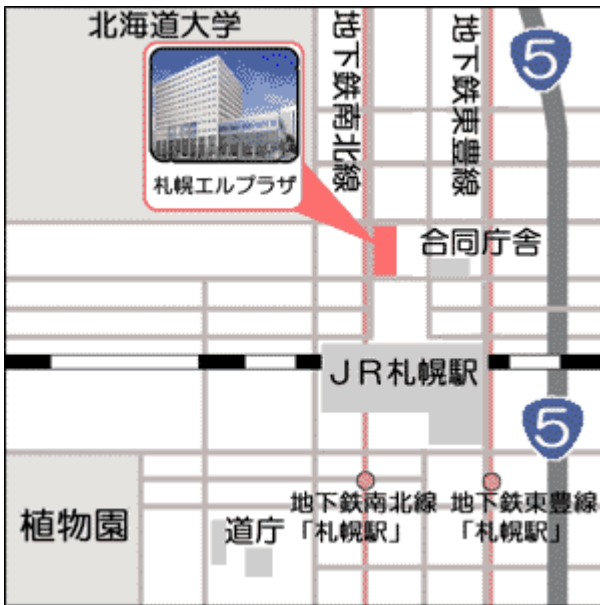 北海道大学
地下鉄南北線
地下鉄東豊線
5
札幌エルプラザ
合同庁舎
JR札幌駅
5
地下鉄南北線
「札幌駅」
地下鉄東豊線
「札幌駅」
植物園
道庁